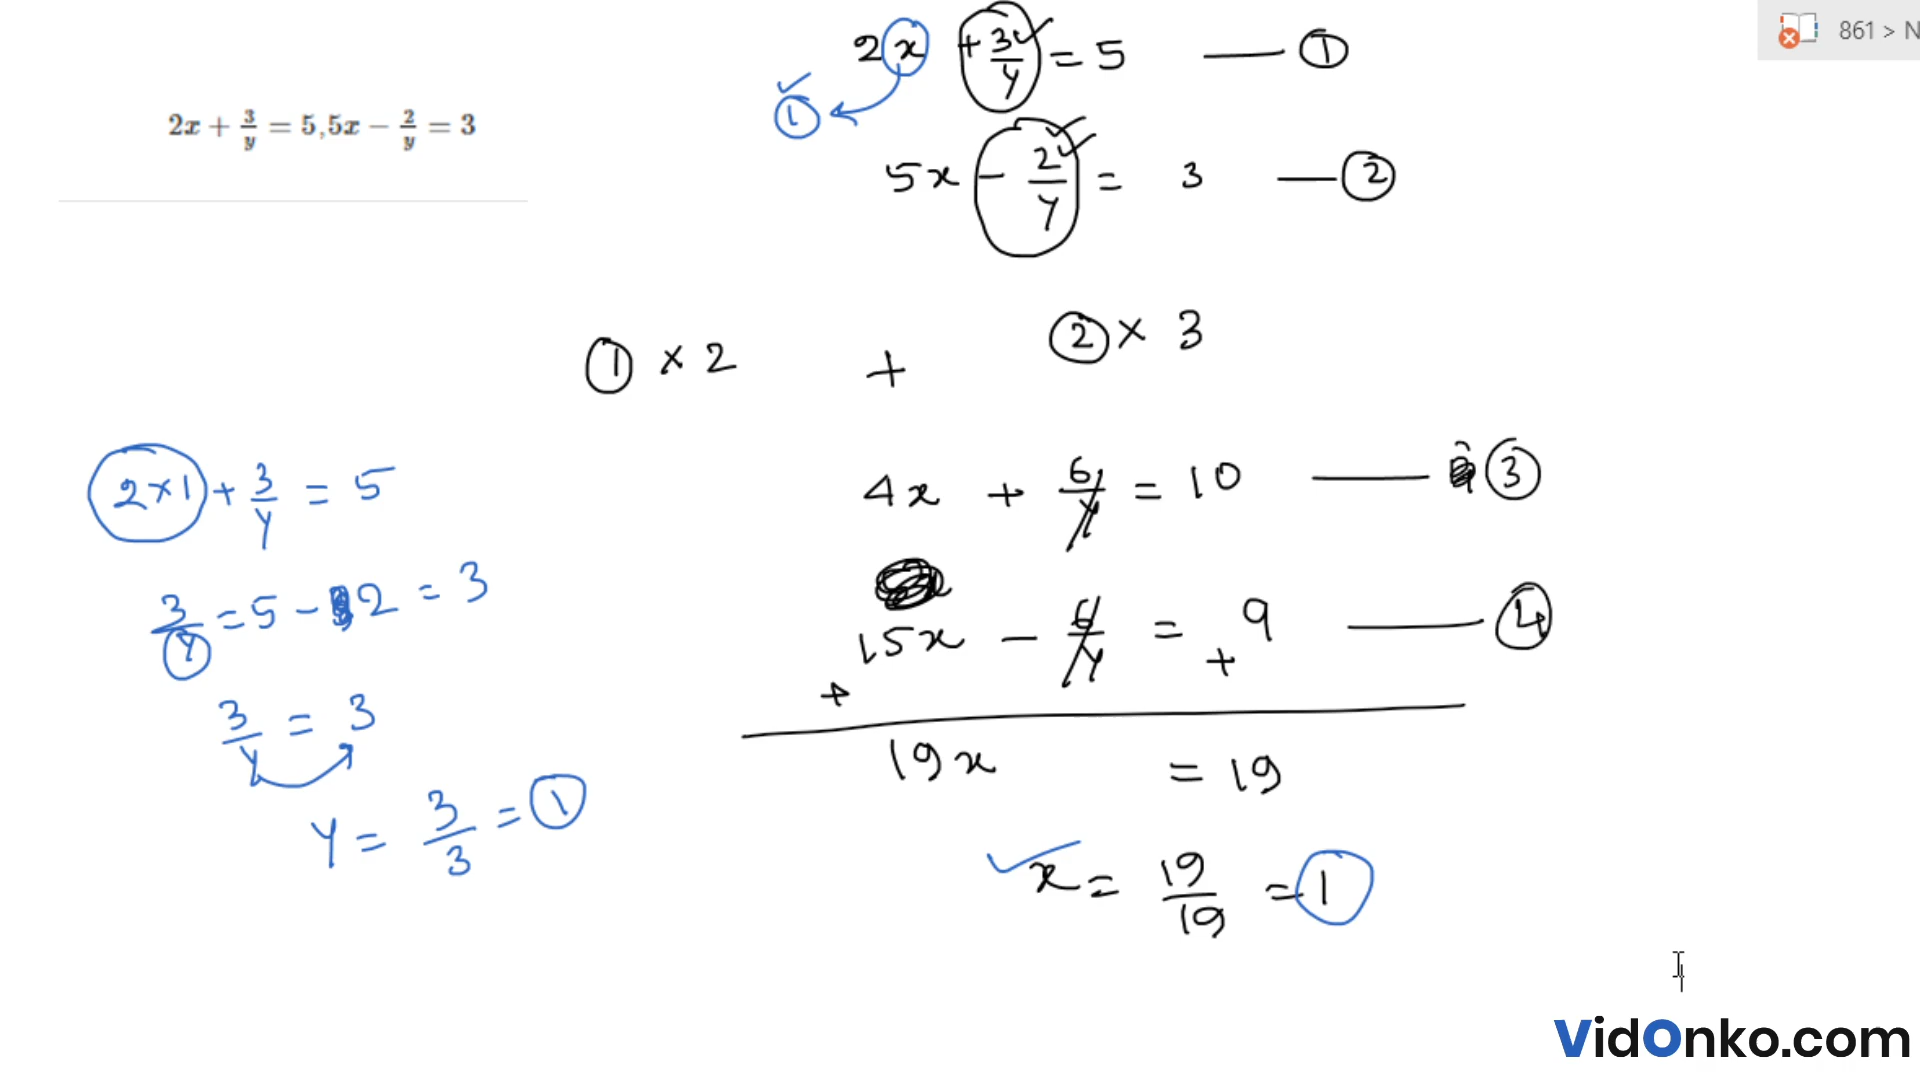 861 > N
2x + 3/y = 5,5x − 2/y = 3
2x + 3/y = 5 — ①
①
5x − 2/y = 3 — ②
① × 2 + ② × 3
4x + 6/y = 10 — ③
15x − 6/y = 9 — ④
+ +
19x = 19
x = 19/19 = 1
2×1 + 3/y = 5
3/y = 5 − 2 = 3
3/y = 3
y = 3/3 = 1
VidOnko.com